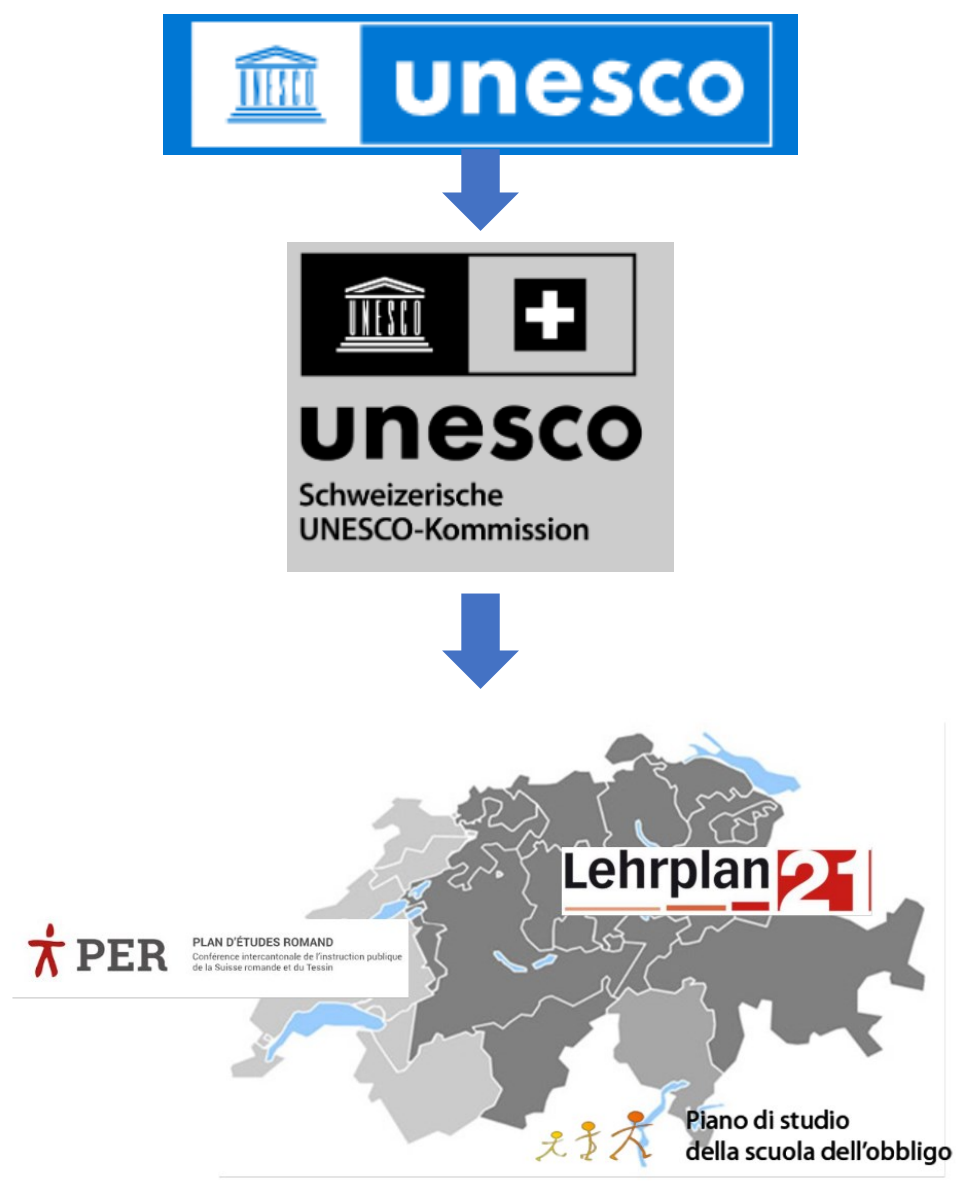 UNESCO
unesco
UNESCO
unesco
Schweizerische
UNESCO-Kommission
Lehrplan 21
PER
PLAN D'ÉTUDES ROMAND
Conférence intercantonale de l'instruction publique
de la Suisse romande et du Tessin
Piano di studio
della scuola dell'obbligo